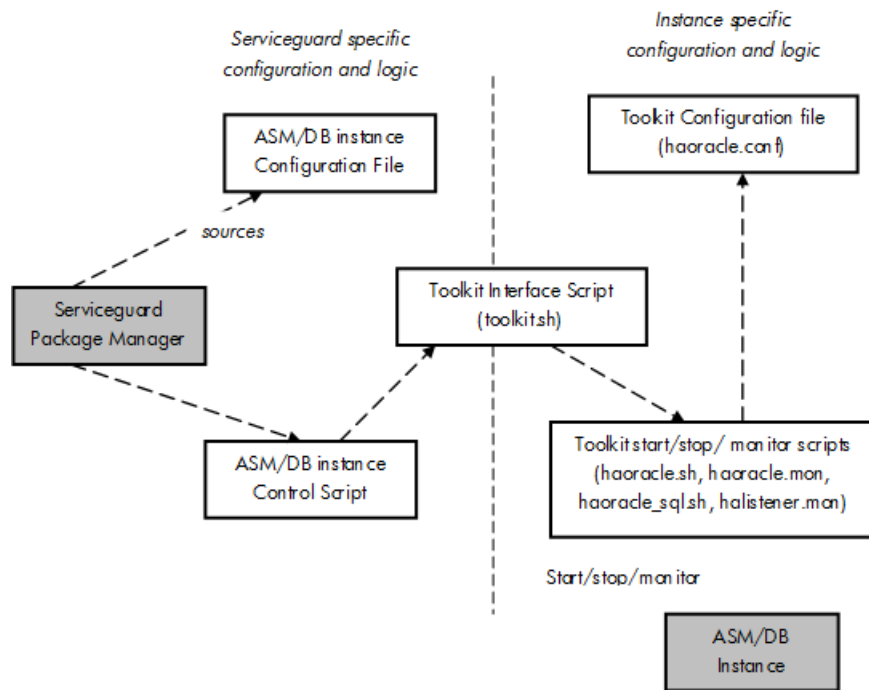 Serviceguard specific
configuration and logic
Instance specific
configuration and logic
ASM/DB instance
Configuration File
Toolkit Configuration file
(haoracle.conf)
sources
Serviceguard
Package Manager
Toolkit Interface Script
(toolkit.sh)
ASM/DB instance
Control Script
Toolkit start/stop/ monitor scripts
(haoracle.sh, haoracle.mon,
haoracle_sql.sh, halistener.mon)
Start/stop/monitor
ASM/DB
Instance